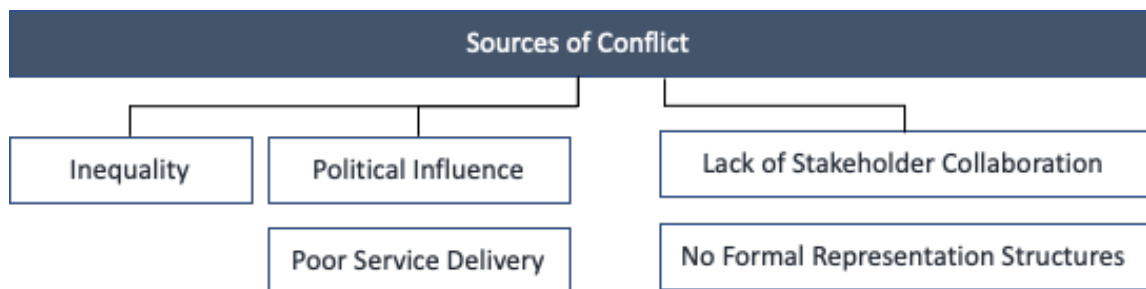 Sources of Conflict
Inequality
Political Influence
Lack of Stakeholder Collaboration
Poor Service Delivery
No Formal Representation Structures